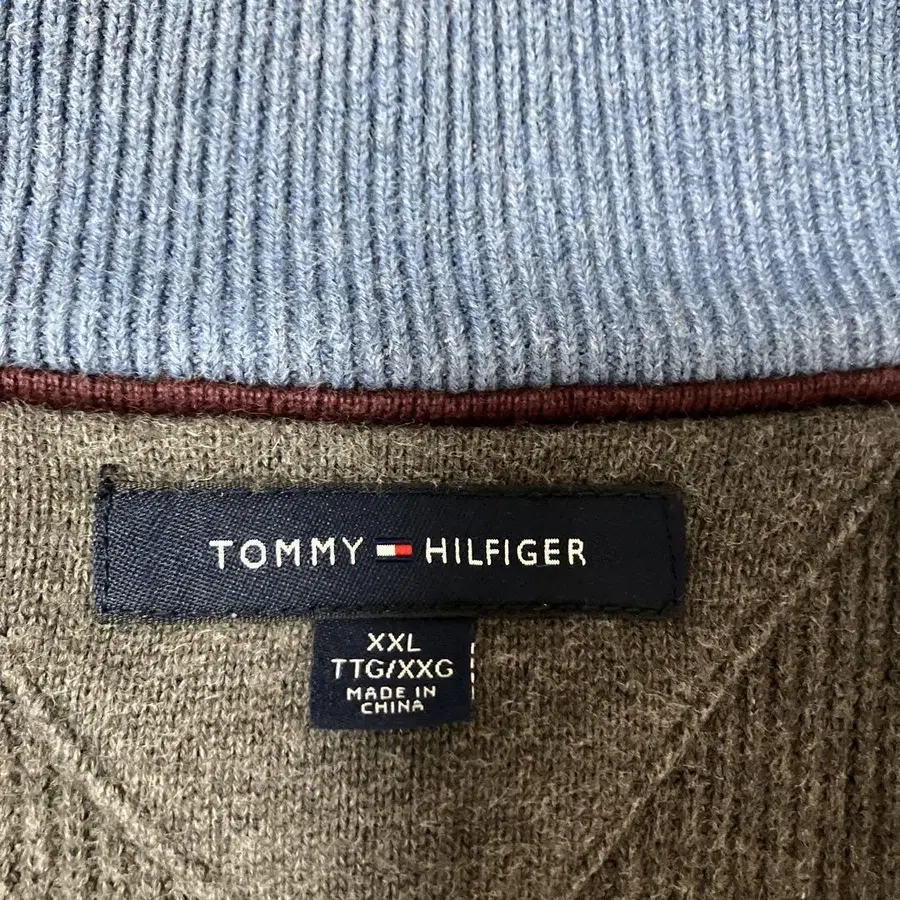 TOMMY HILFIGER
XXL
TTG/XXG
MADE IN
CHINA